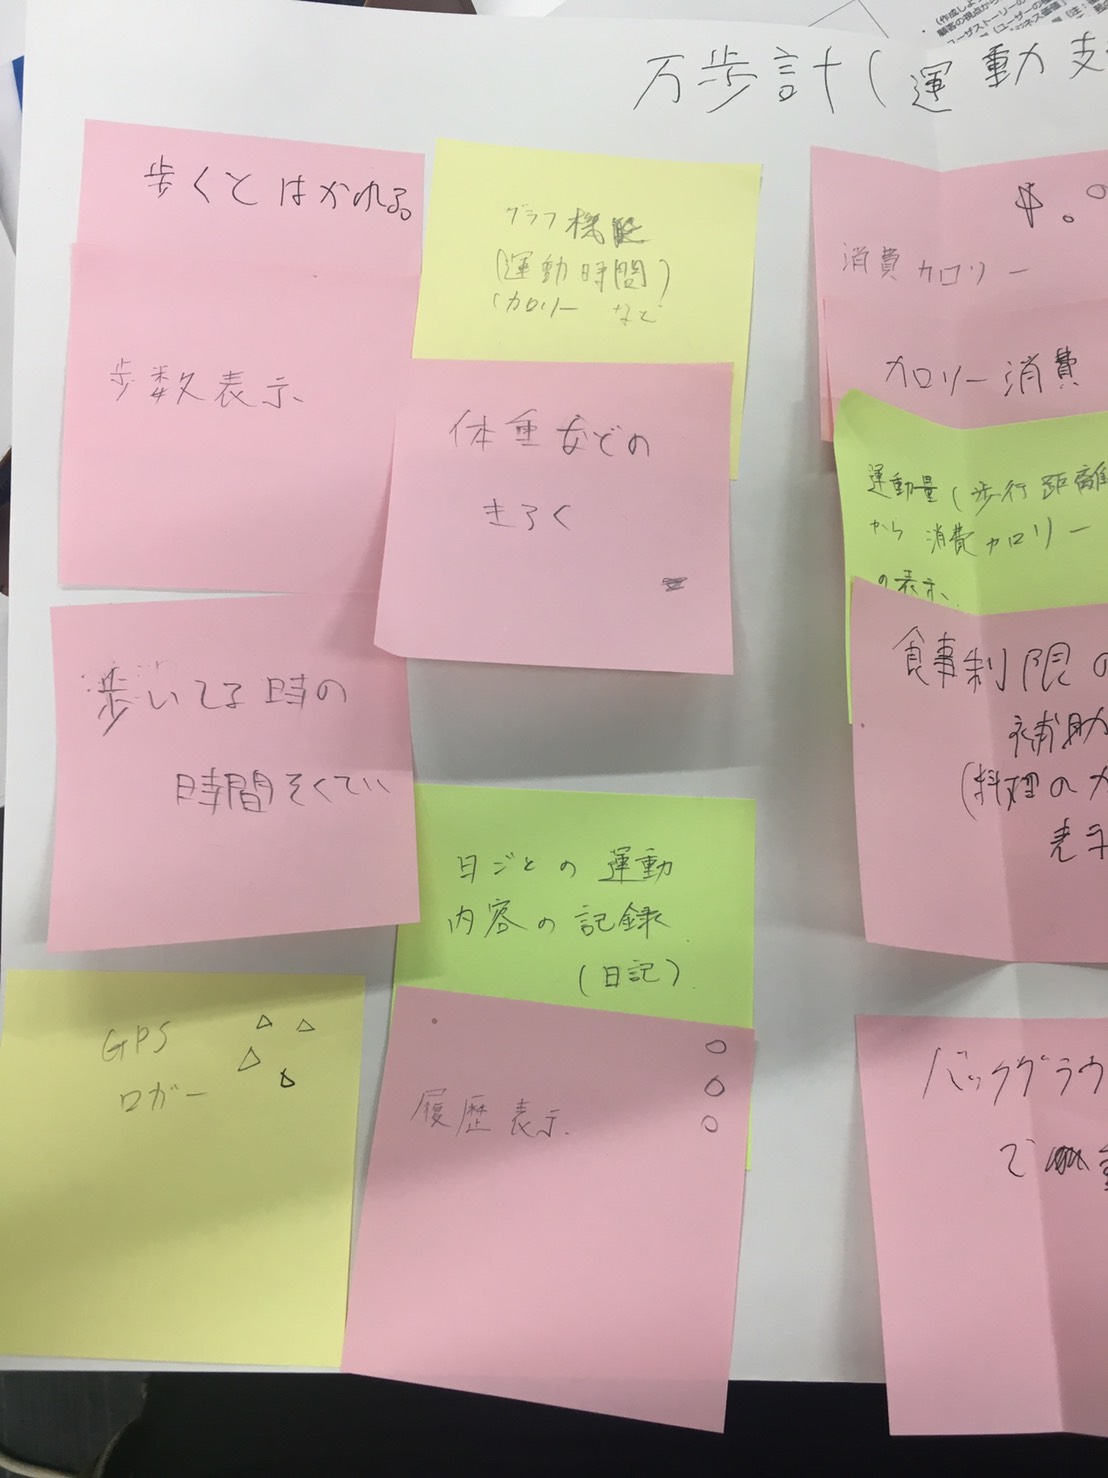 万歩計(運動支
歩くとはかれる。
歩数表示
歩いてる時の
時間そくてい
GPS
ロガー
グラフ機能
(運動時間)
(カロリー など
体重などの
きろく
日ごとの運動
内容の記録
(日記)
履歴表示
消費カロリー
カロリー消費
運動量(歩行距離
から消費カロリー
の表示
食事制限の
補助
(料理のカ
表示
バックグラウ
で